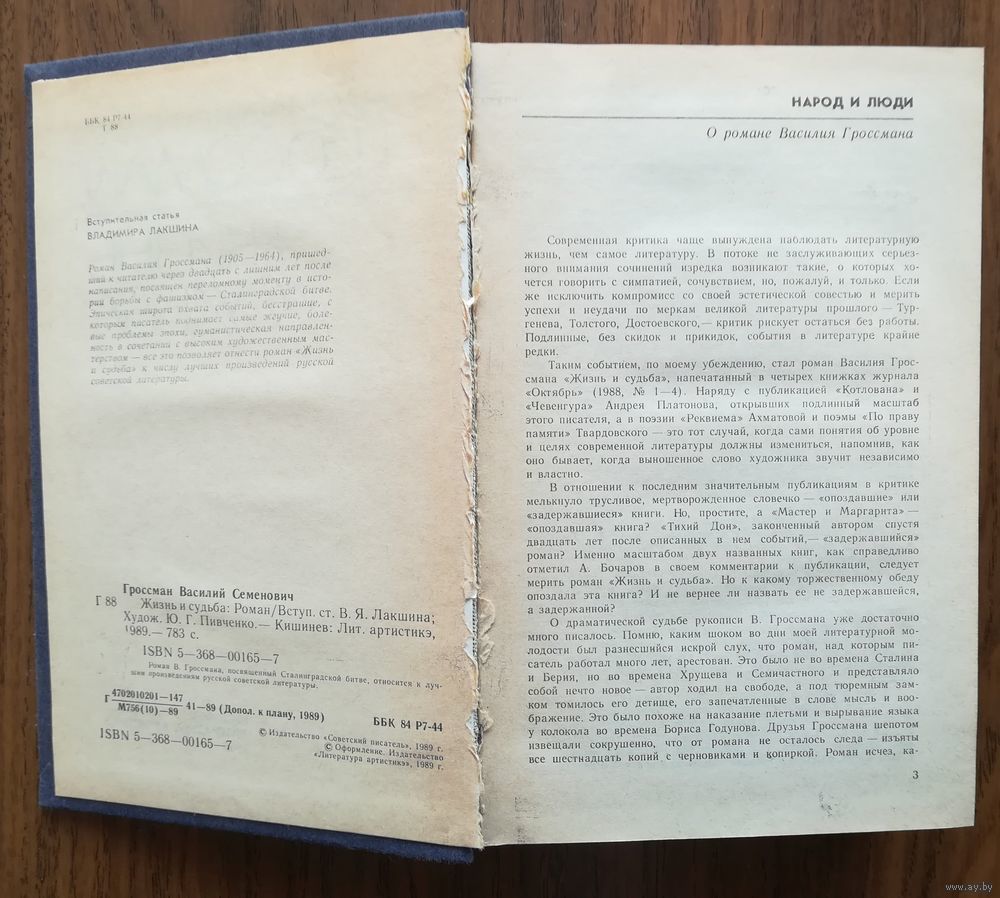 ББК 84 Р7-44
Г 88
Вступительная статья
ВЛАДИМИРА ЛАКШИНА
Роман Василия Гроссмана (1905—1964), пришед-
ший к читателю через двадцать с лишним лет после
написания, посвящен переломному моменту в исто-
рии борьбы с фашизмом — Сталинградской битве.
Эпическая широта охвата событий, бесстрашие, с
которым писатель поднимает самые жгучие, боле-
вые проблемы эпохи, гуманистическая направлен-
ность в сочетании с высоким художественным мас-
терством — все это позволяет отнести роман «Жизнь
и судьба» к числу лучших произведений русской
советской литературы.
Гроссман Василий Семенович
Г 88 Жизнь и судьба: Роман/Вступ. ст. В. Я. Лакшина;
Худож. Ю. Г. Пивченко.— Кишинев: Лит. артистикэ,
1989.— 783 с.
ISBN 5—368—00165—7
Роман В. Гроссмана, посвященный Сталинградской битве, относится к луч-
шим произведениям русской советской литературы.
Г 4702010201—147
М756(10)—89 41—89 (Допол. к плану, 1989)
ББК 84 Р7-44
ISBN 5—368—00165—7
© Издательство «Советский писатель», 1989 г.
© Оформление. Издательство
«Литература артистикэ», 1989 г.
НАРОД И ЛЮДИ
О романе Василия Гроссмана
Современная критика чаще вынуждена наблюдать литературную
жизнь, чем самое литературу. В потоке не заслуживающих серьез-
ного внимания сочинений изредка возникают такие, о которых хо-
чется говорить с симпатией, сочувствием, но, пожалуй, и только. Если
же исключить компромисс со своей эстетической совестью и мерить
успехи и неудачи по меркам великой литературы прошлого — Тур-
генева, Толстого, Достоевского,— критик рискует остаться без работы.
Подлинные, без скидок и прикидок, события в литературе крайне
редки.
Таким событием, по моему убеждению, стал роман Василия Грос-
смана «Жизнь и судьба», напечатанный в четырех книжках журнала
«Октябрь» (1988, № 1—4). Наряду с публикацией «Котлована» и
«Чевенгура» Андрея Платонова, открывших подлинный масштаб
этого писателя, а в поэзии «Реквиема» Ахматовой и поэмы «По праву
памяти» Твардовского — это тот случай, когда сами понятия об уровне
и целях современной литературы должны измениться, напомнив, как
оно бывает, когда выношенное слово художника звучит независимо
и властно.
В отношении к последним значительным публикациям в критике
мелькнуло трусливое, мертворожденное словечко — «опоздавшие» или
«задержавшиеся» книги. Но, простите, а «Мастер и Маргарита» —
«опоздавшая» книга? «Тихий Дон», законченный автором спустя
двадцать лет после описанных в нем событий,— «задержавшийся»
роман? Именно масштабом двух названных книг, как справедливо
отметил А. Бочаров в своем комментарии к публикации, следует
мерить роман «Жизнь и судьба». Но к какому торжественному обеду
опоздала эта книга? И не вернее ли назвать ее не задержавшейся,
а задержанной?
О драматической судьбе рукописи В. Гроссмана уже достаточно
много писалось. Помню, каким шоком во дни моей литературной мо-
лодости был разнесшийся искрой слух, что роман, над которым пи-
сатель работал много лет, арестован. Это было не во времена Сталина
и Берия, но во времена Хрущева и Семичастного и представляло
собой нечто новое — автор ходил на свободе, а под тюремным зам-
ком томилось его детище, его запечатленные в слове мысль и воо-
бражение. Это было похоже на наказание плетьми и вырывание языка
у колокола во времена Бориса Годунова. Друзья Гроссмана шепотом
извещали сокрушенно, что от романа не осталось следа — изъяты
все шестнадцать копий с черновиками и копиркой. Роман исчез, ка-
3
www.ay.by